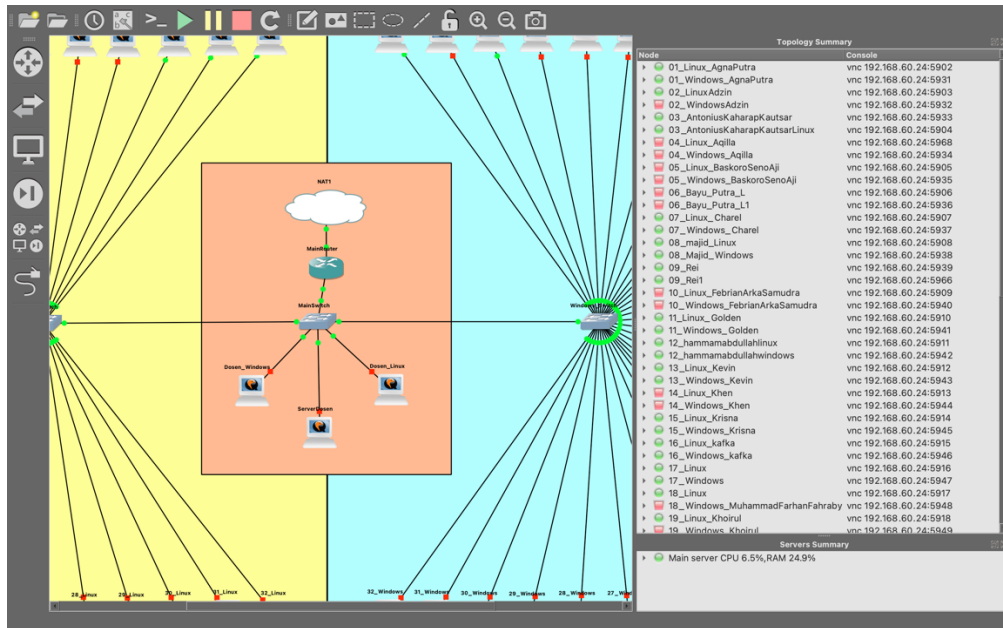 NAT1
MainRouter
MainSwitch
Dosen_Windows
Dosen_Linux
ServerDosen
28_Linux
30_Linux
31_Linux
32_Linux
32_Windows
31_Windows
30_Windows
29_Windows
28_Windows
Topology Summary
Node Console
01_Linux_AgnaPutra vnc 192.168.60.24:5902
01_Windows_AgnaPutra vnc 192.168.60.24:5931
02_LinuxAdzin vnc 192.168.60.24:5903
02_WindowsAdzin vnc 192.168.60.24:5932
03_AntoniusKaharapKautsar vnc 192.168.60.24:5933
03_AntoniusKaharapKautsarLinux vnc 192.168.60.24:5904
04_Linux_Aqilla vnc 192.168.60.24:5968
04_Windows_Aqilla vnc 192.168.60.24:5934
05_Linux_BaskoroSenoAji vnc 192.168.60.24:5905
05_Windows_BaskoroSenoAji vnc 192.168.60.24:5935
06_Bayu_Putra_L vnc 192.168.60.24:5906
06_Bayu_Putra_L1 vnc 192.168.60.24:5936
07_Linux_Charel vnc 192.168.60.24:5907
07_Windows_Charel vnc 192.168.60.24:5937
08_majid_Linux vnc 192.168.60.24:5908
08_Majid_Windows vnc 192.168.60.24:5938
09_Rei vnc 192.168.60.24:5939
09_Rei1 vnc 192.168.60.24:5966
10_Linux_FebrianArkaSamudra vnc 192.168.60.24:5909
10_Windows_FebrianArkaSamudra vnc 192.168.60.24:5940
11_Linux_Golden vnc 192.168.60.24:5910
11_Windows_Golden vnc 192.168.60.24:5941
12_hammamabdullahlinux vnc 192.168.60.24:5911
12_hammamabdullahwindows vnc 192.168.60.24:5942
13_Linux_Kevin vnc 192.168.60.24:5912
13_Windows_Kevin vnc 192.168.60.24:5943
14_Linux_Khen vnc 192.168.60.24:5913
14_Windows_Khen vnc 192.168.60.24:5944
15_Linux_Krisna vnc 192.168.60.24:5914
15_Windows_Krisna vnc 192.168.60.24:5945
16_Linux_kafka vnc 192.168.60.24:5915
16_Windows_kafka vnc 192.168.60.24:5946
17_Linux vnc 192.168.60.24:5916
17_Windows vnc 192.168.60.24:5947
18_Linux vnc 192.168.60.24:5917
18_Windows_MuhammadFarhanFahraby vnc 192.168.60.24:5948
19_Linux_Khoirul vnc 192.168.60.24:5918
19_Windows_Khoirul vnc 192.168.60.24:5949
Servers Summary
Main server CPU 6.5%, RAM 24.9%